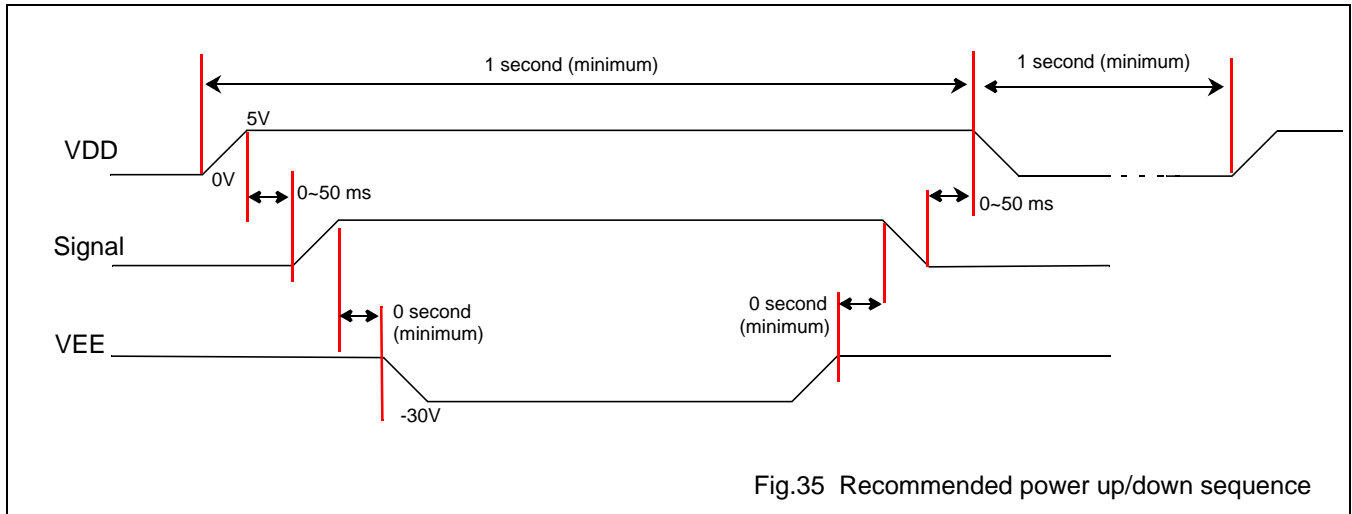 1 second (minimum)
1 second (minimum)
5V
VDD
0V
0~50 ms
0~50 ms
Signal
0 second
(minimum)
0 second
(minimum)
VEE
-30V
Fig.35 Recommended power up/down sequence